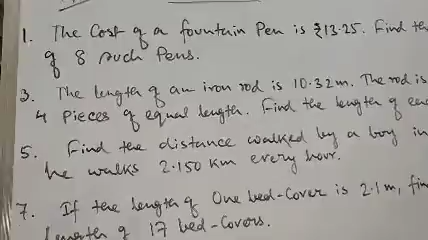 1. The Cost of a fountain Pen is ₹13.25. Find the
of 8 such Pens.
3. The length of an iron rod is 10.32m. The rod is
4 Pieces of equal length. Find the length of
5. Find the distance walked by a boy in
he walks 2.150 Km every hour.
7. If the length of One bed-Cover is 2.1m,
length of 17 bed-Covers.